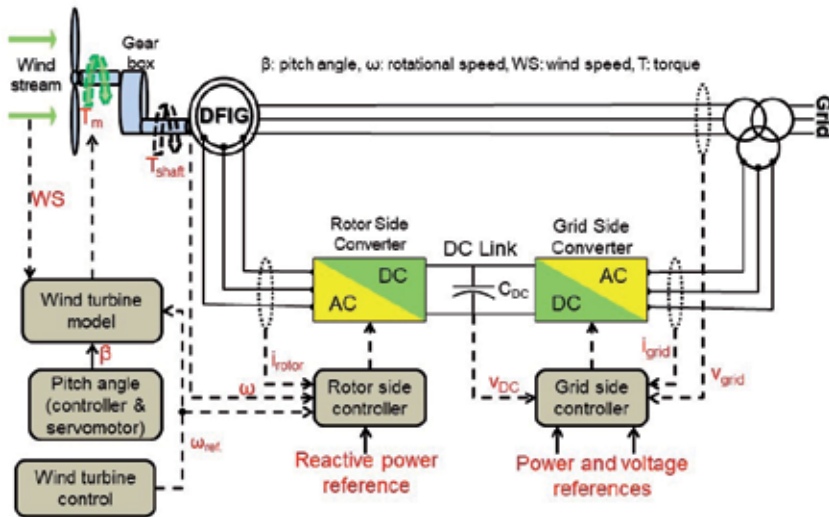 Wind
stream
Gear
box
β: pitch angle, ω: rotational speed, WS: wind speed, T: torque
Grid
DFIG
Tm
Tshaft
WS
Rotor Side
Converter
DC Link
Grid Side
Converter
DC
AC
CDC
AC
DC
Wind turbine
model
β
Pitch angle
(controller &
servomotor)
Wind turbine
control
irotor
ω
ωref.
Rotor side
controller
Reactive power
reference
vDC
igrid
vgrid
Grid side
controller
Power and voltage
references